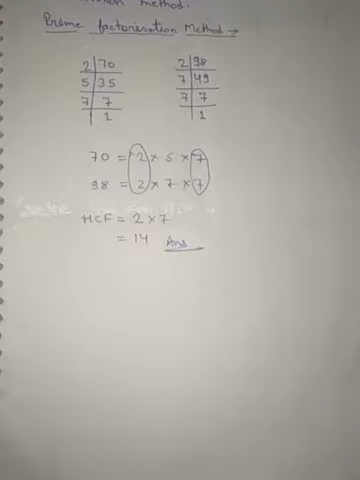 method.
Prime factorisation Method →
2 | 70
5 | 35
7 | 7
1
2 | 98
7 | 49
7 | 7
1
70 = 2 × 5 × 7
98 = 2 × 7 × 7
HCF = 2 × 7
= 14 Ans